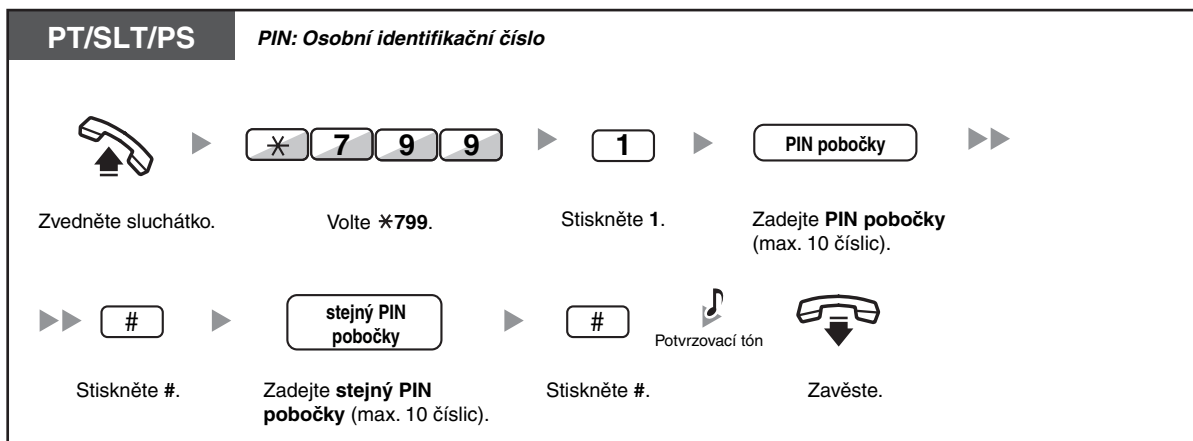 PT/SLT/PS
PIN: Osobní identifikační číslo
* 7 9 9
1
PIN pobočky
Zvedněte sluchátko.
Volte *799.
Stiskněte 1.
Zadejte PIN pobočky
(max. 10 číslic).
#
stejný PIN
pobočky
#
Potvrzovací tón
Stiskněte #.
Zadejte stejný PIN
pobočky (max. 10 číslic).
Stiskněte #.
Zavěste.